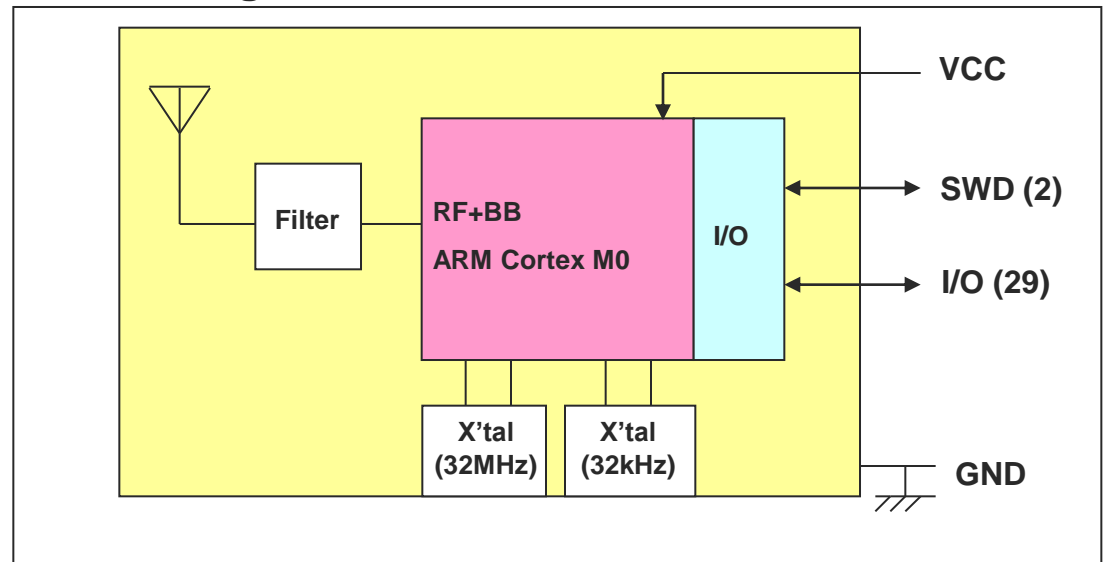 VCC
SWD (2)
Filter
RF+BB
I/O
ARM Cortex M0
I/O (29)
X'tal
(32MHz)
X'tal
(32kHz)
GND